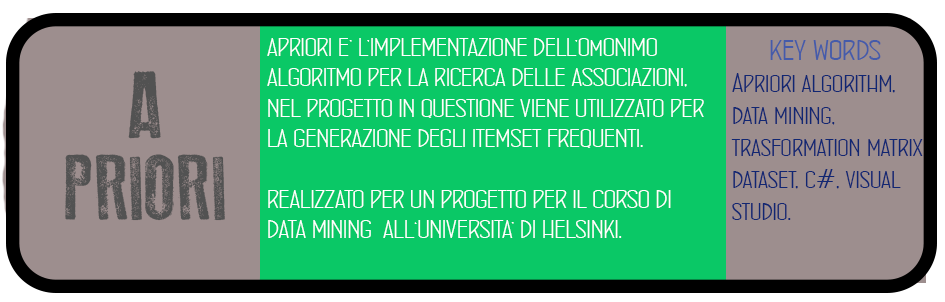 A
PRIORI
APRIORI E' L'IMPLEMENTAZIONE DELL'OMONIMO
ALGORITMO PER LA RICERCA DELLE ASSOCIAZIONI,
NEL PROGETTO IN QUESTIONE VIENE UTILIZZATO PER
LA GENERAZIONE DEGLI ITEMSET FREQUENTI.
REALIZZATO PER UN PROGETTO PER IL CORSO DI
DATA MINING ALL'UNIVERSITA' DI HELSINKI.
KEY WORDS
APRIORI ALGORITHM,
DATA MINING,
TRASFORMATION MATRIX
DATASET, C#, VISUAL
STUDIO.